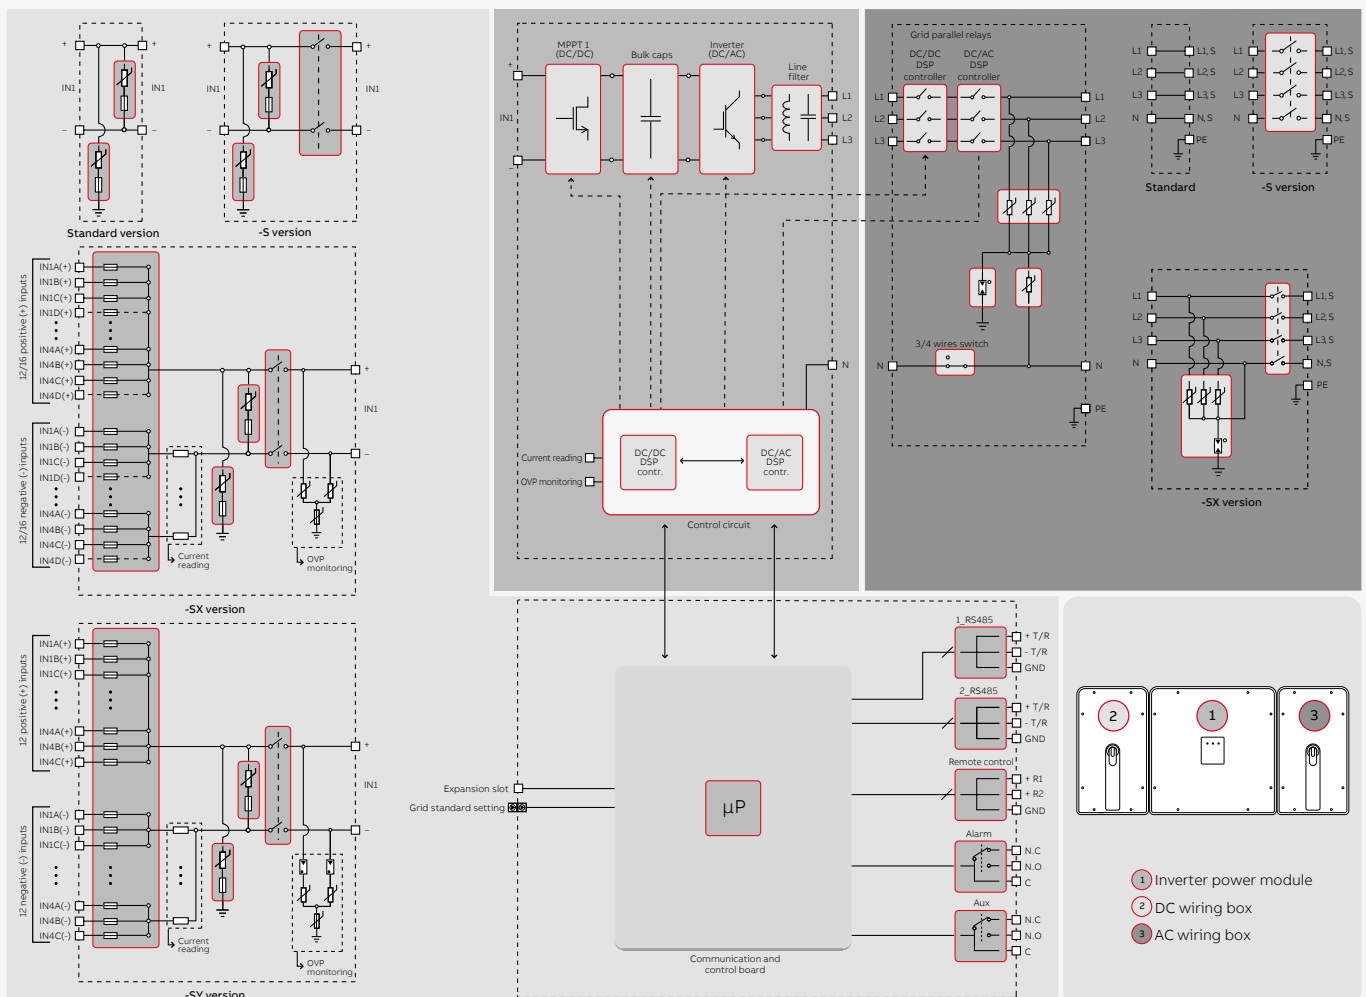 +
+
IN1
IN1
−
−
Standard version
+
+
IN1
−
−
-S version
12/16 positive (+) inputs
IN1A(+)
IN1B(+)
IN1C(+)
IN1D(+)
IN4A(+)
IN4B(+)
IN4C(+)
IN4D(+)
12/16 negative (-) inputs
IN1A(-)
IN1B(-)
IN1C(-)
IN1D(-)
IN4A(-)
IN4B(-)
IN4C(-)
IN4D(-)
+
IN1
−
Current
reading
OVP
monitoring
-SX version
12 positive (+) inputs
IN1A(+)
IN1B(+)
IN1C(+)
IN4A(+)
IN4B(+)
IN4C(+)
12 negative (-) inputs
IN1A(-)
IN1B(-)
IN1C(-)
IN4A(-)
IN4B(-)
IN4C(-)
+
IN1
−
Current
reading
OVP
monitoring
-SY version
MPPT 1
(DC/DC)
Bulk caps
Inverter
(DC/AC)
Line
filter
+
IN1
−
L1
L2
L3
N
Current reading
OVP monitoring
DC/DC
DSP
contr.
DC/AC
DSP
contr.
Control circuit
Grid parallel relays
DC/DC
DSP
controller
DC/AC
DSP
controller
L1
L2
L3
L1
L2
L3
3/4 wires switch
N
N
PE
L1
L2
L3
N
L1, S
L2, S
L3, S
N, S
PE
Standard
L1
L2
L3
N
L1, S
L2, S
L3, S
N, S
PE
-S version
L1
L2
L3
N
L1, S
L2, S
L3, S
N,S
PE
-SX version
Expansion slot
Grid standard setting
µP
Communication and
control board
1_RS485
+ T/R
- T/R
GND
2_RS485
+ T/R
- T/R
GND
Remote control
+ R1
+ R2
GND
Alarm
N.C
N.O
C
Aux
N.C
N.O
C
2
1
3
1 Inverter power module
2 DC wiring box
3 AC wiring box